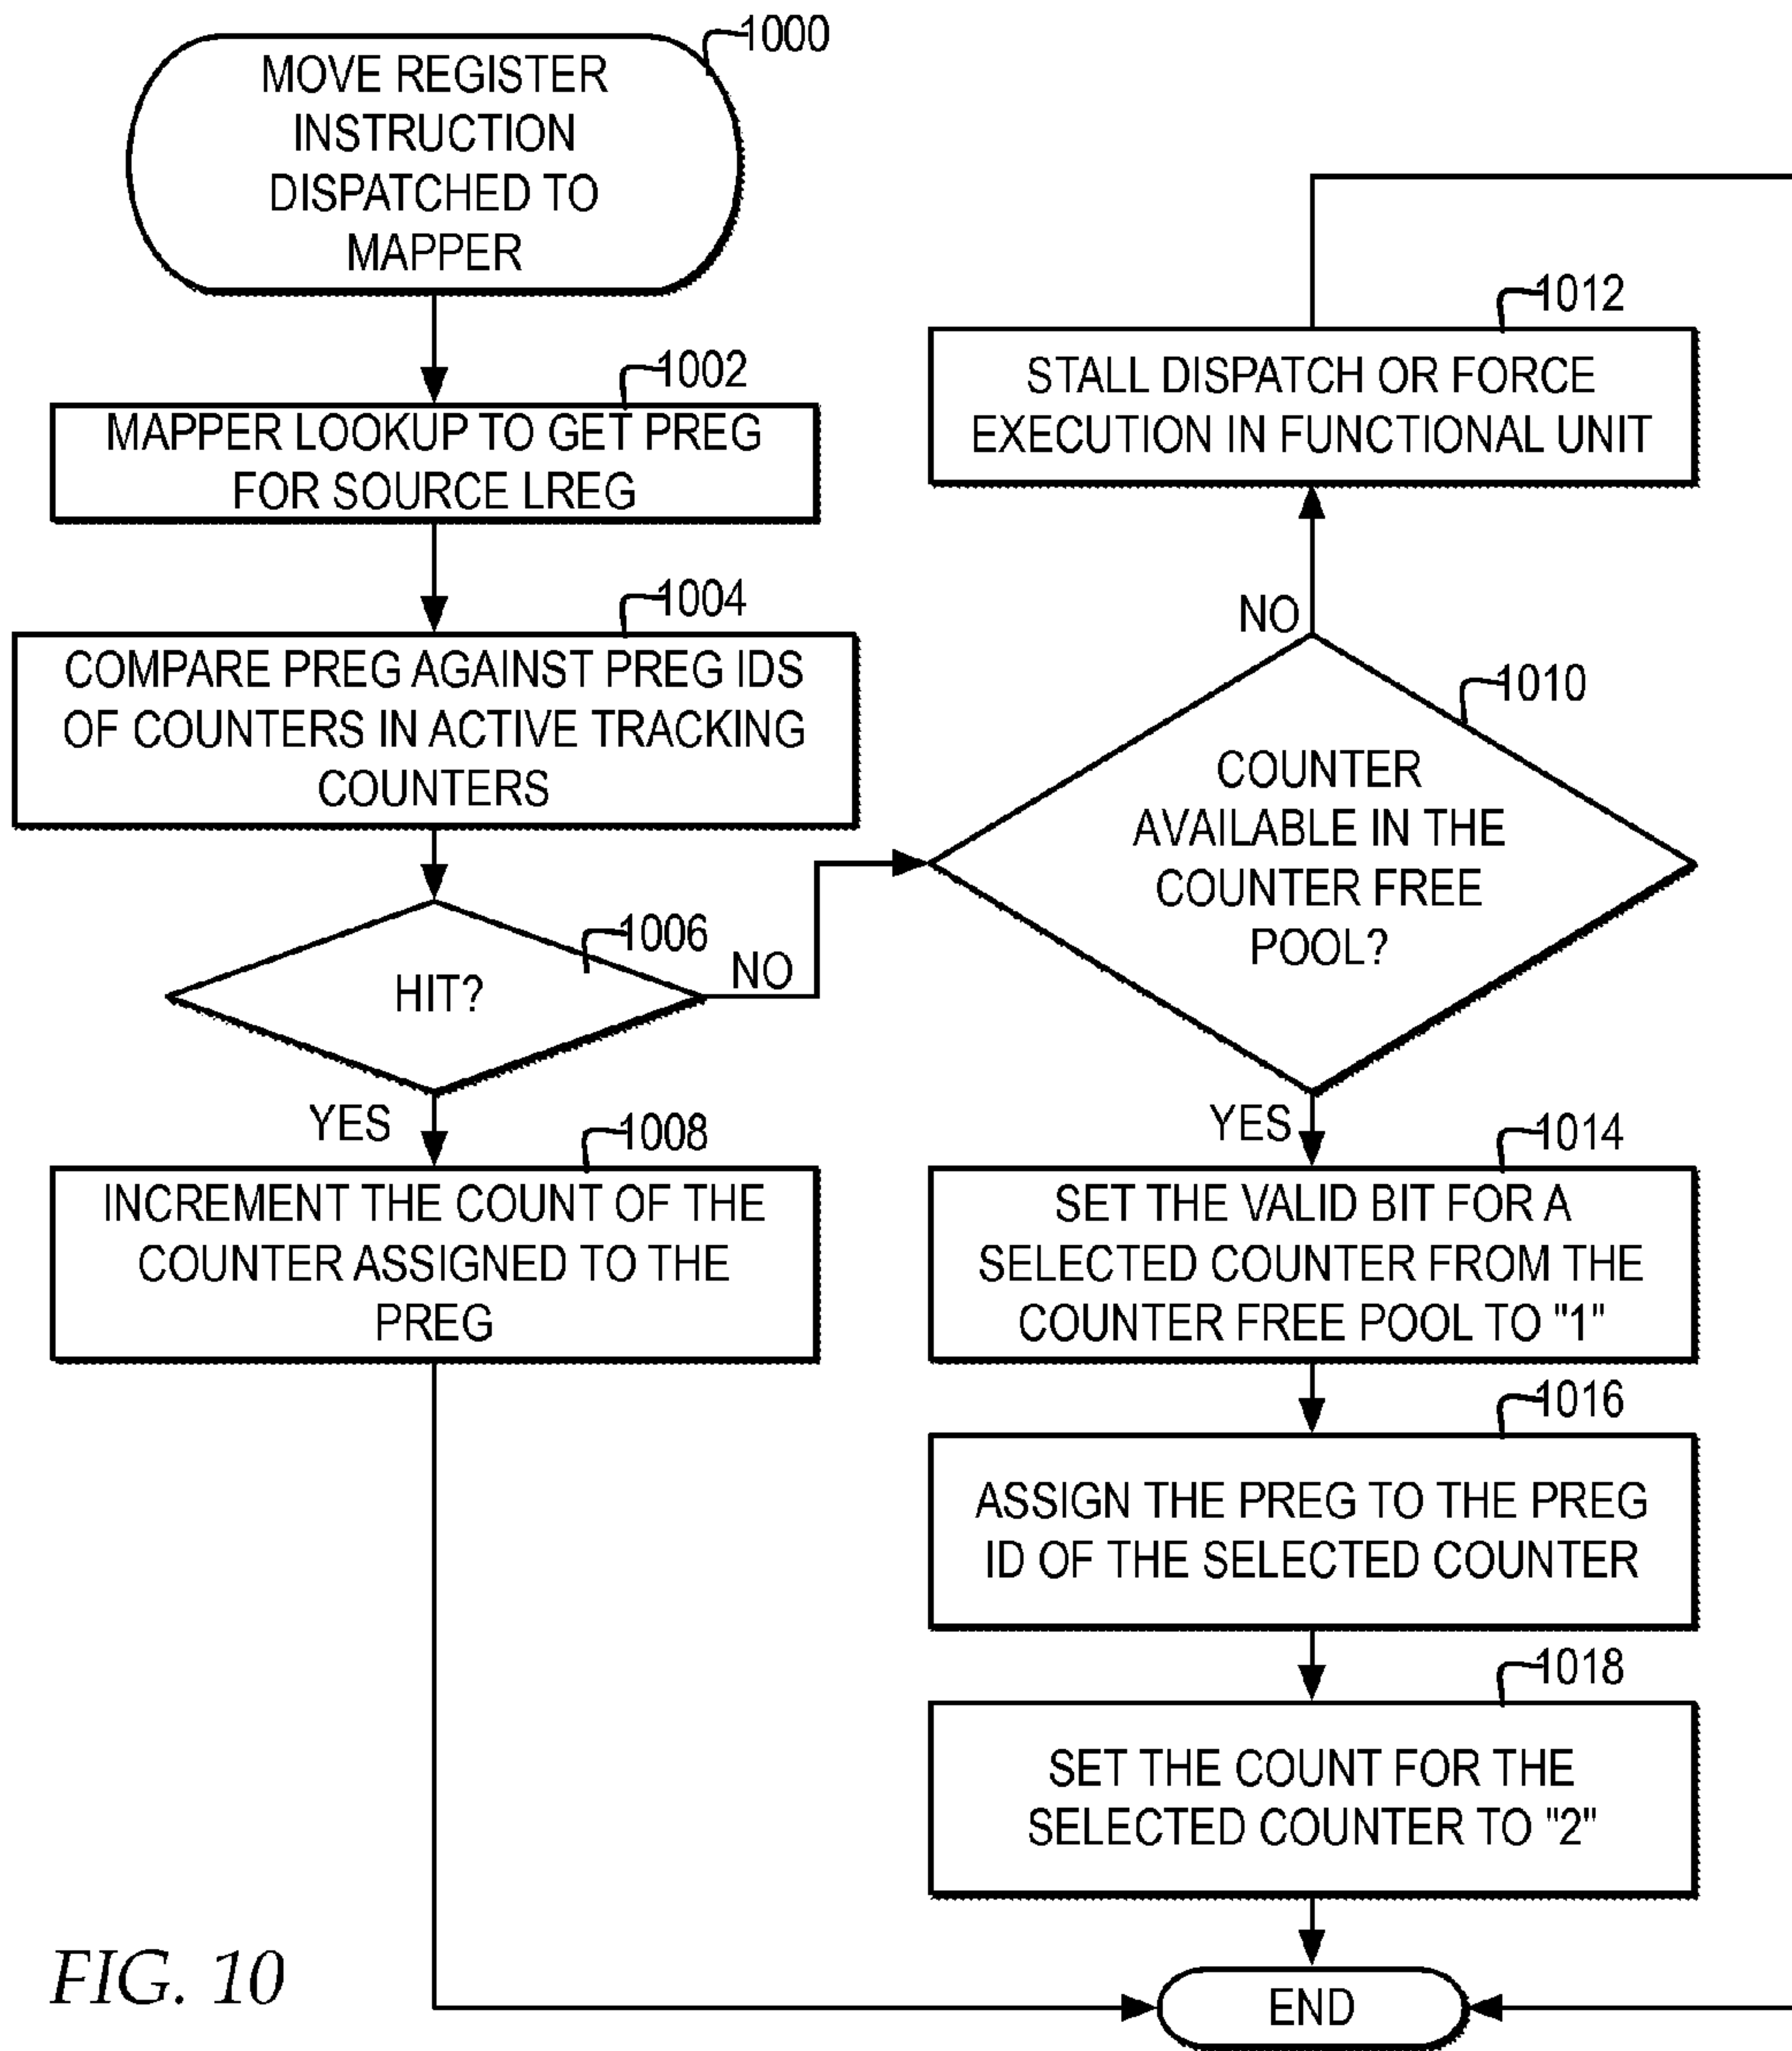 1000
MOVE REGISTER
INSTRUCTION
DISPATCHED TO
MAPPER
1002
MAPPER LOOKUP TO GET PREG
FOR SOURCE LREG
1004
COMPARE PREG AGAINST PREG IDS
OF COUNTERS IN ACTIVE TRACKING
COUNTERS
1006
HIT?
NO
YES
1008
INCREMENT THE COUNT OF THE
COUNTER ASSIGNED TO THE
PREG
1012
STALL DISPATCH OR FORCE
EXECUTION IN FUNCTIONAL UNIT
NO
1010
COUNTER
AVAILABLE IN THE
COUNTER FREE
POOL?
YES
1014
SET THE VALID BIT FOR A
SELECTED COUNTER FROM THE
COUNTER FREE POOL TO "1"
1016
ASSIGN THE PREG TO THE PREG
ID OF THE SELECTED COUNTER
1018
SET THE COUNT FOR THE
SELECTED COUNTER TO "2"
END
FIG. 10